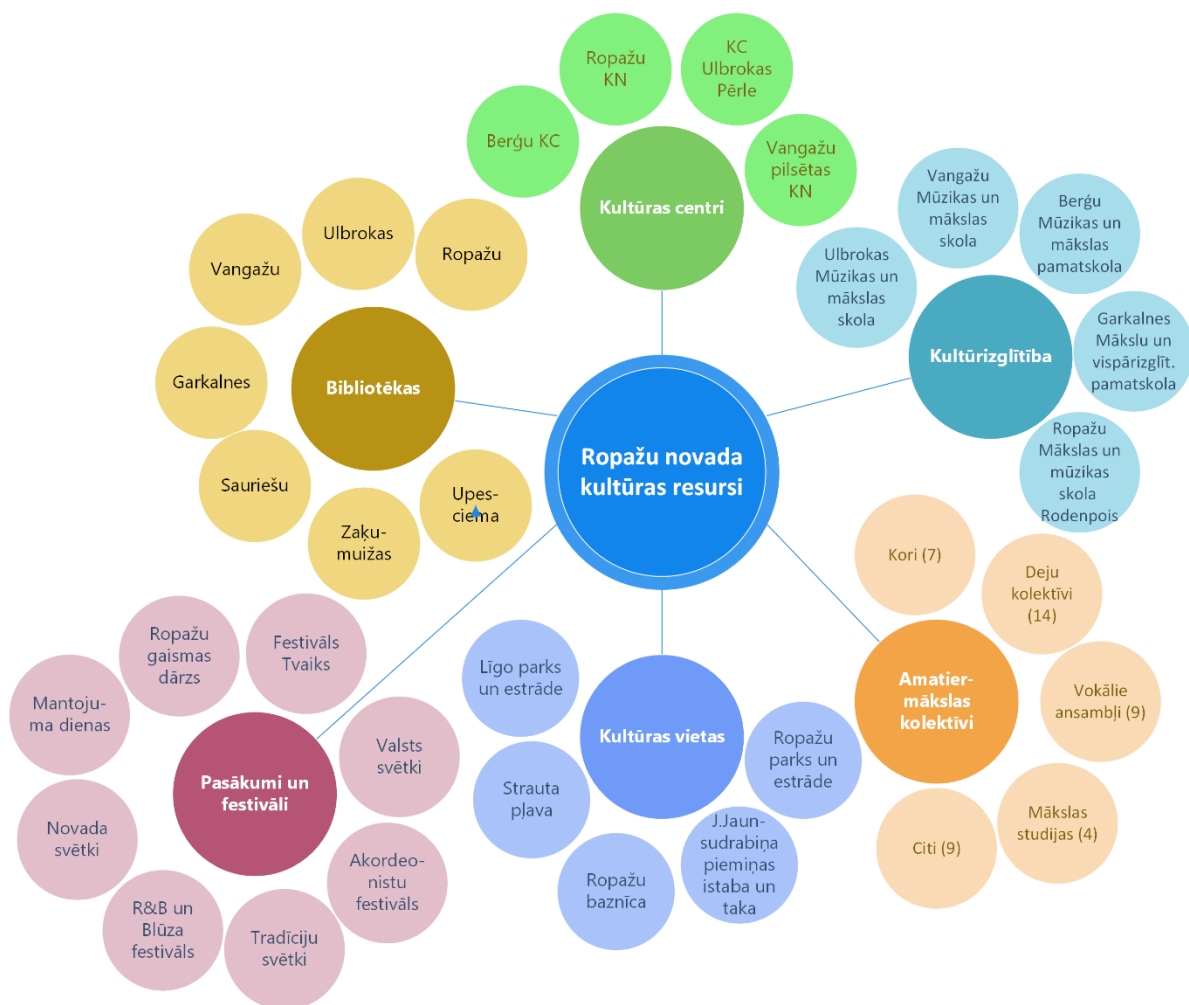 Ropažu novada
kultūras resursi
Kultūras centri
Berģu KC
Ropažu
KN
KC
Ulbrokas
Pērle
Vangažu
pilsētas
KN
Kultūrizglītība
Ulbrokas
Mūzikas un
mākslas
skola
Vangažu
Mūzikas un
mākslas
skola
Berģu
Mūzikas un
mākslas
pamatskola
Garkalnes
Mākslu un
vispārizglīt.
pamatskola
Ropažu
Mākslas un
mūzikas
skola
Rodenpois
Amatier-
mākslas
kolektīvi
Kori (7)
Deju
kolektīvi
(14)
Vokālie
ansambļi (9)
Mākslas
studijas (4)
Citi (9)
Kultūras vietas
Ropažu
parks un
estrāde
J.Jaun-
sudrabiņa
piemiņas
istaba un
taka
Ropažu
baznīca
Strauta
pļava
Līgo parks
un estrāde
Pasākumi un
festivāli
Valsts
svētki
Akordeo-
nistu
festivāls
Tradīciju
svētki
R&B un
Blūza
festivāls
Novada
svētki
Mantoju-
ma dienas
Ropažu
gaismas
dārzs
Festivāls
Tvaiks
Bibliotēkas
Upes-
ciema
Zaķu-
muižas
Sauriešu
Garkalnes
Vangažu
Ulbrokas
Ropažu